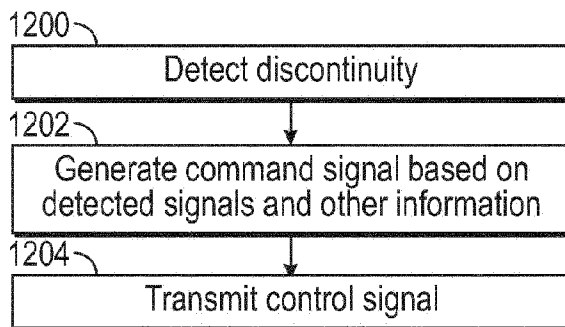 1200
Detect discontinuity
1202
Generate command signal based on
detected signals and other information
1204
Transmit control signal